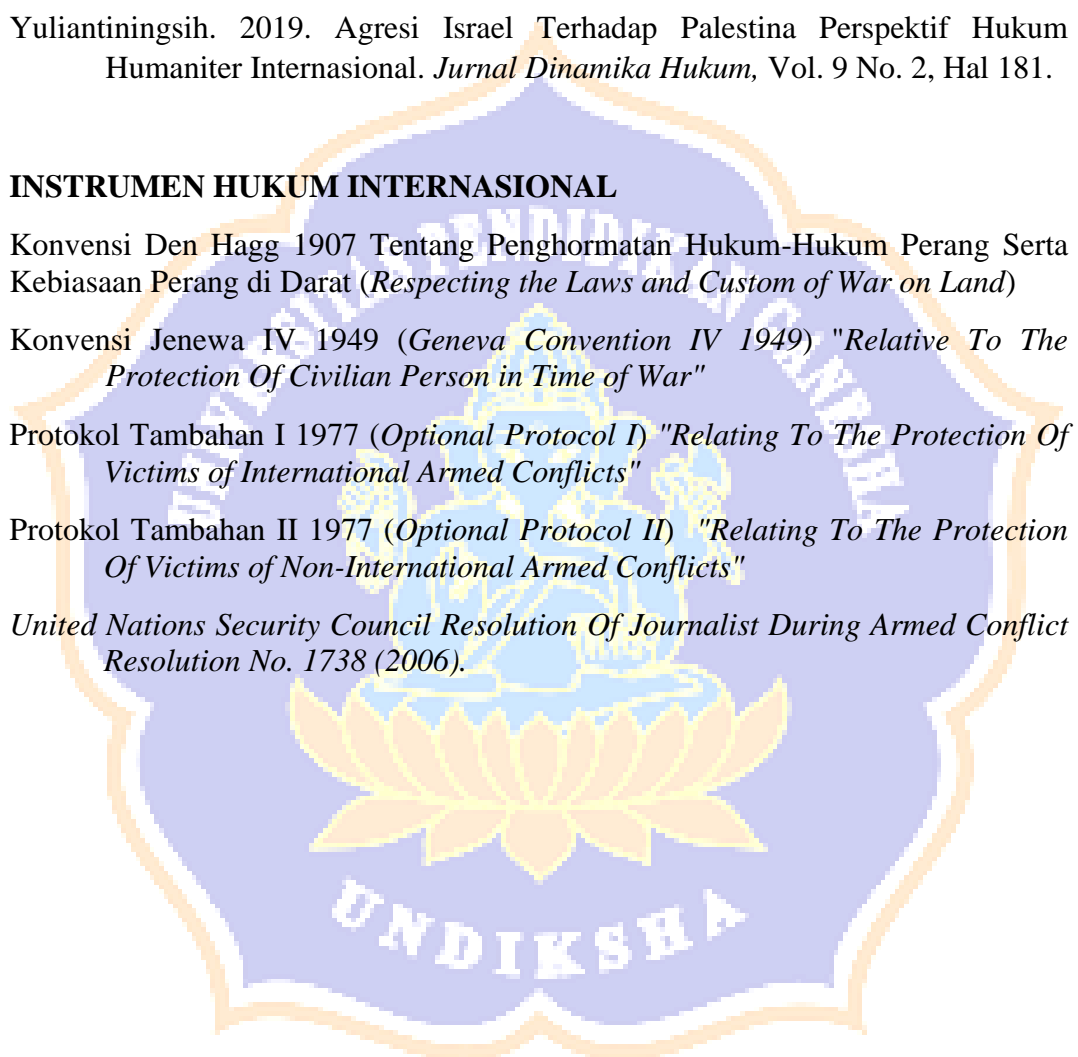 Yuliantiningsih. 2019. Agresi Israel Terhadap Palestina Perspektif Hukum
Humaniter Internasional. Jurnal Dinamika Hukum, Vol. 9 No. 2, Hal 181.
INSTRUMEN HUKUM INTERNASIONAL
Konvensi Den Hagg 1907 Tentang Penghormatan Hukum-Hukum Perang Serta
Kebiasaan Perang di Darat (Respecting the Laws and Custom of War on Land)
Konvensi Jenewa IV 1949 (Geneva Convention IV 1949) "Relative To The
Protection Of Civilian Person in Time of War"
Protokol Tambahan I 1977 (Optional Protocol I) "Relating To The Protection Of
Victims of International Armed Conflicts"
Protokol Tambahan II 1977 (Optional Protocol II) "Relating To The Protection
Of Victims of Non-International Armed Conflicts"
United Nations Security Council Resolution Of Journalist During Armed Conflict
Resolution No. 1738 (2006).
UNIVERSITAS PENDIDIKAN GANESHA
UNDIKSHA